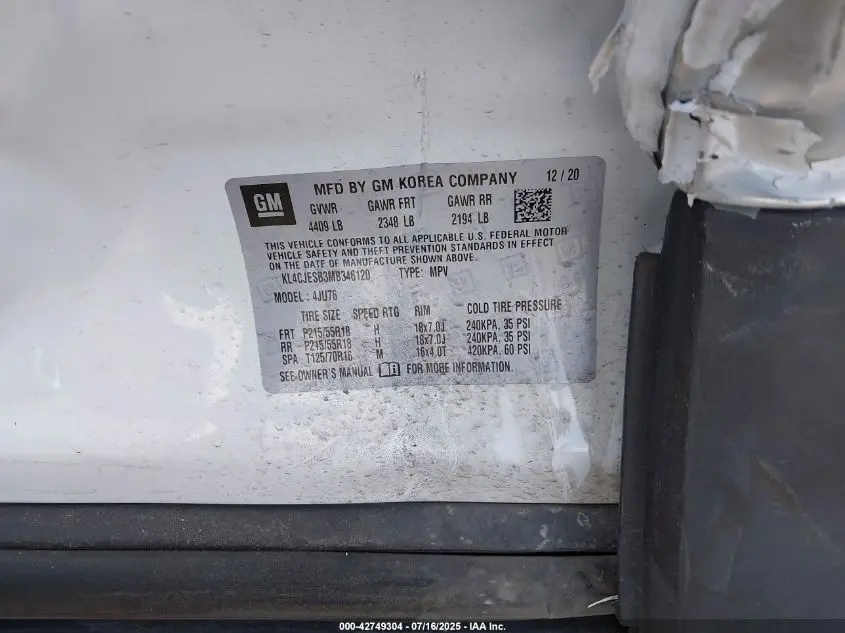 GM
MFD BY GM KOREA COMPANY 12 / 20
GVWR GAWR FRT GAWR RR
4409 LB 2348 LB 2194 LB
THIS VEHICLE CONFORMS TO ALL APPLICABLE U.S. FEDERAL MOTOR
VEHICLE SAFETY AND THEFT PREVENTION STANDARDS IN EFFECT
ON THE DATE OF MANUFACTURE SHOWN ABOVE.
KL4CJESB3MB346120 TYPE: MPV
MODEL: 4JU76
TIRE SIZE SPEED RTG RIM COLD TIRE PRESSURE
FRT P215/55R18 H 18x7.0J 240KPA, 35 PSI
RR P215/55R18 H 18x7.0J 240KPA, 35 PSI
SPA T125/70R16 M 16x4.0T 420KPA, 60 PSI
SEE OWNER'S MANUAL FOR MORE INFORMATION.
000-42749304 | 07/16/2025 - IAA Inc.